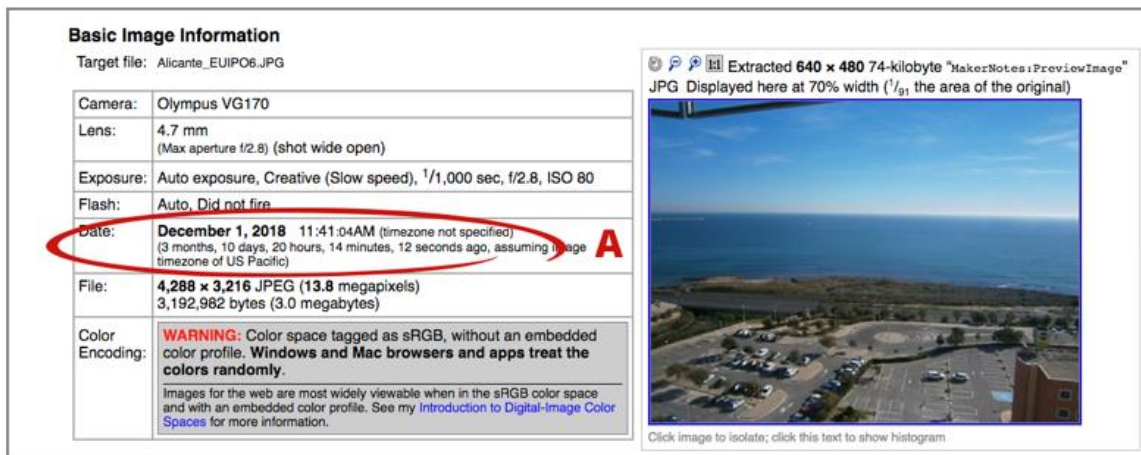 Basic Image Information
Target file: Alicante_EUIPO6.JPG
Camera: Olympus VG170
Lens: 4.7 mm
(Max aperture f/2.8) (shot wide open)
Exposure: Auto exposure, Creative (Slow speed), 1/1,000 sec, f/2.8, ISO 80
Flash: Auto, Did not fire
Date: December 1, 2018 11:41:04AM (timezone not specified)
(3 months, 10 days, 20 hours, 14 minutes, 12 seconds ago, assuming image
timezone of US Pacific)
A
File: 4,288 × 3,216 JPEG (13.8 megapixels)
3,192,982 bytes (3.0 megabytes)
Color
Encoding:
WARNING: Color space tagged as sRGB, without an embedded
color profile. Windows and Mac browsers and apps treat the
colors randomly.
Images for the web are most widely viewable when in the sRGB color space
and with an embedded color profile. See my Introduction to Digital-Image Color
Spaces for more information.
1:1 Extracted 640 × 480 74-kilobyte "MakerNotes:PreviewImage"
JPG Displayed here at 70% width (1/91 the area of the original)
Click image to isolate; click this text to show histogram